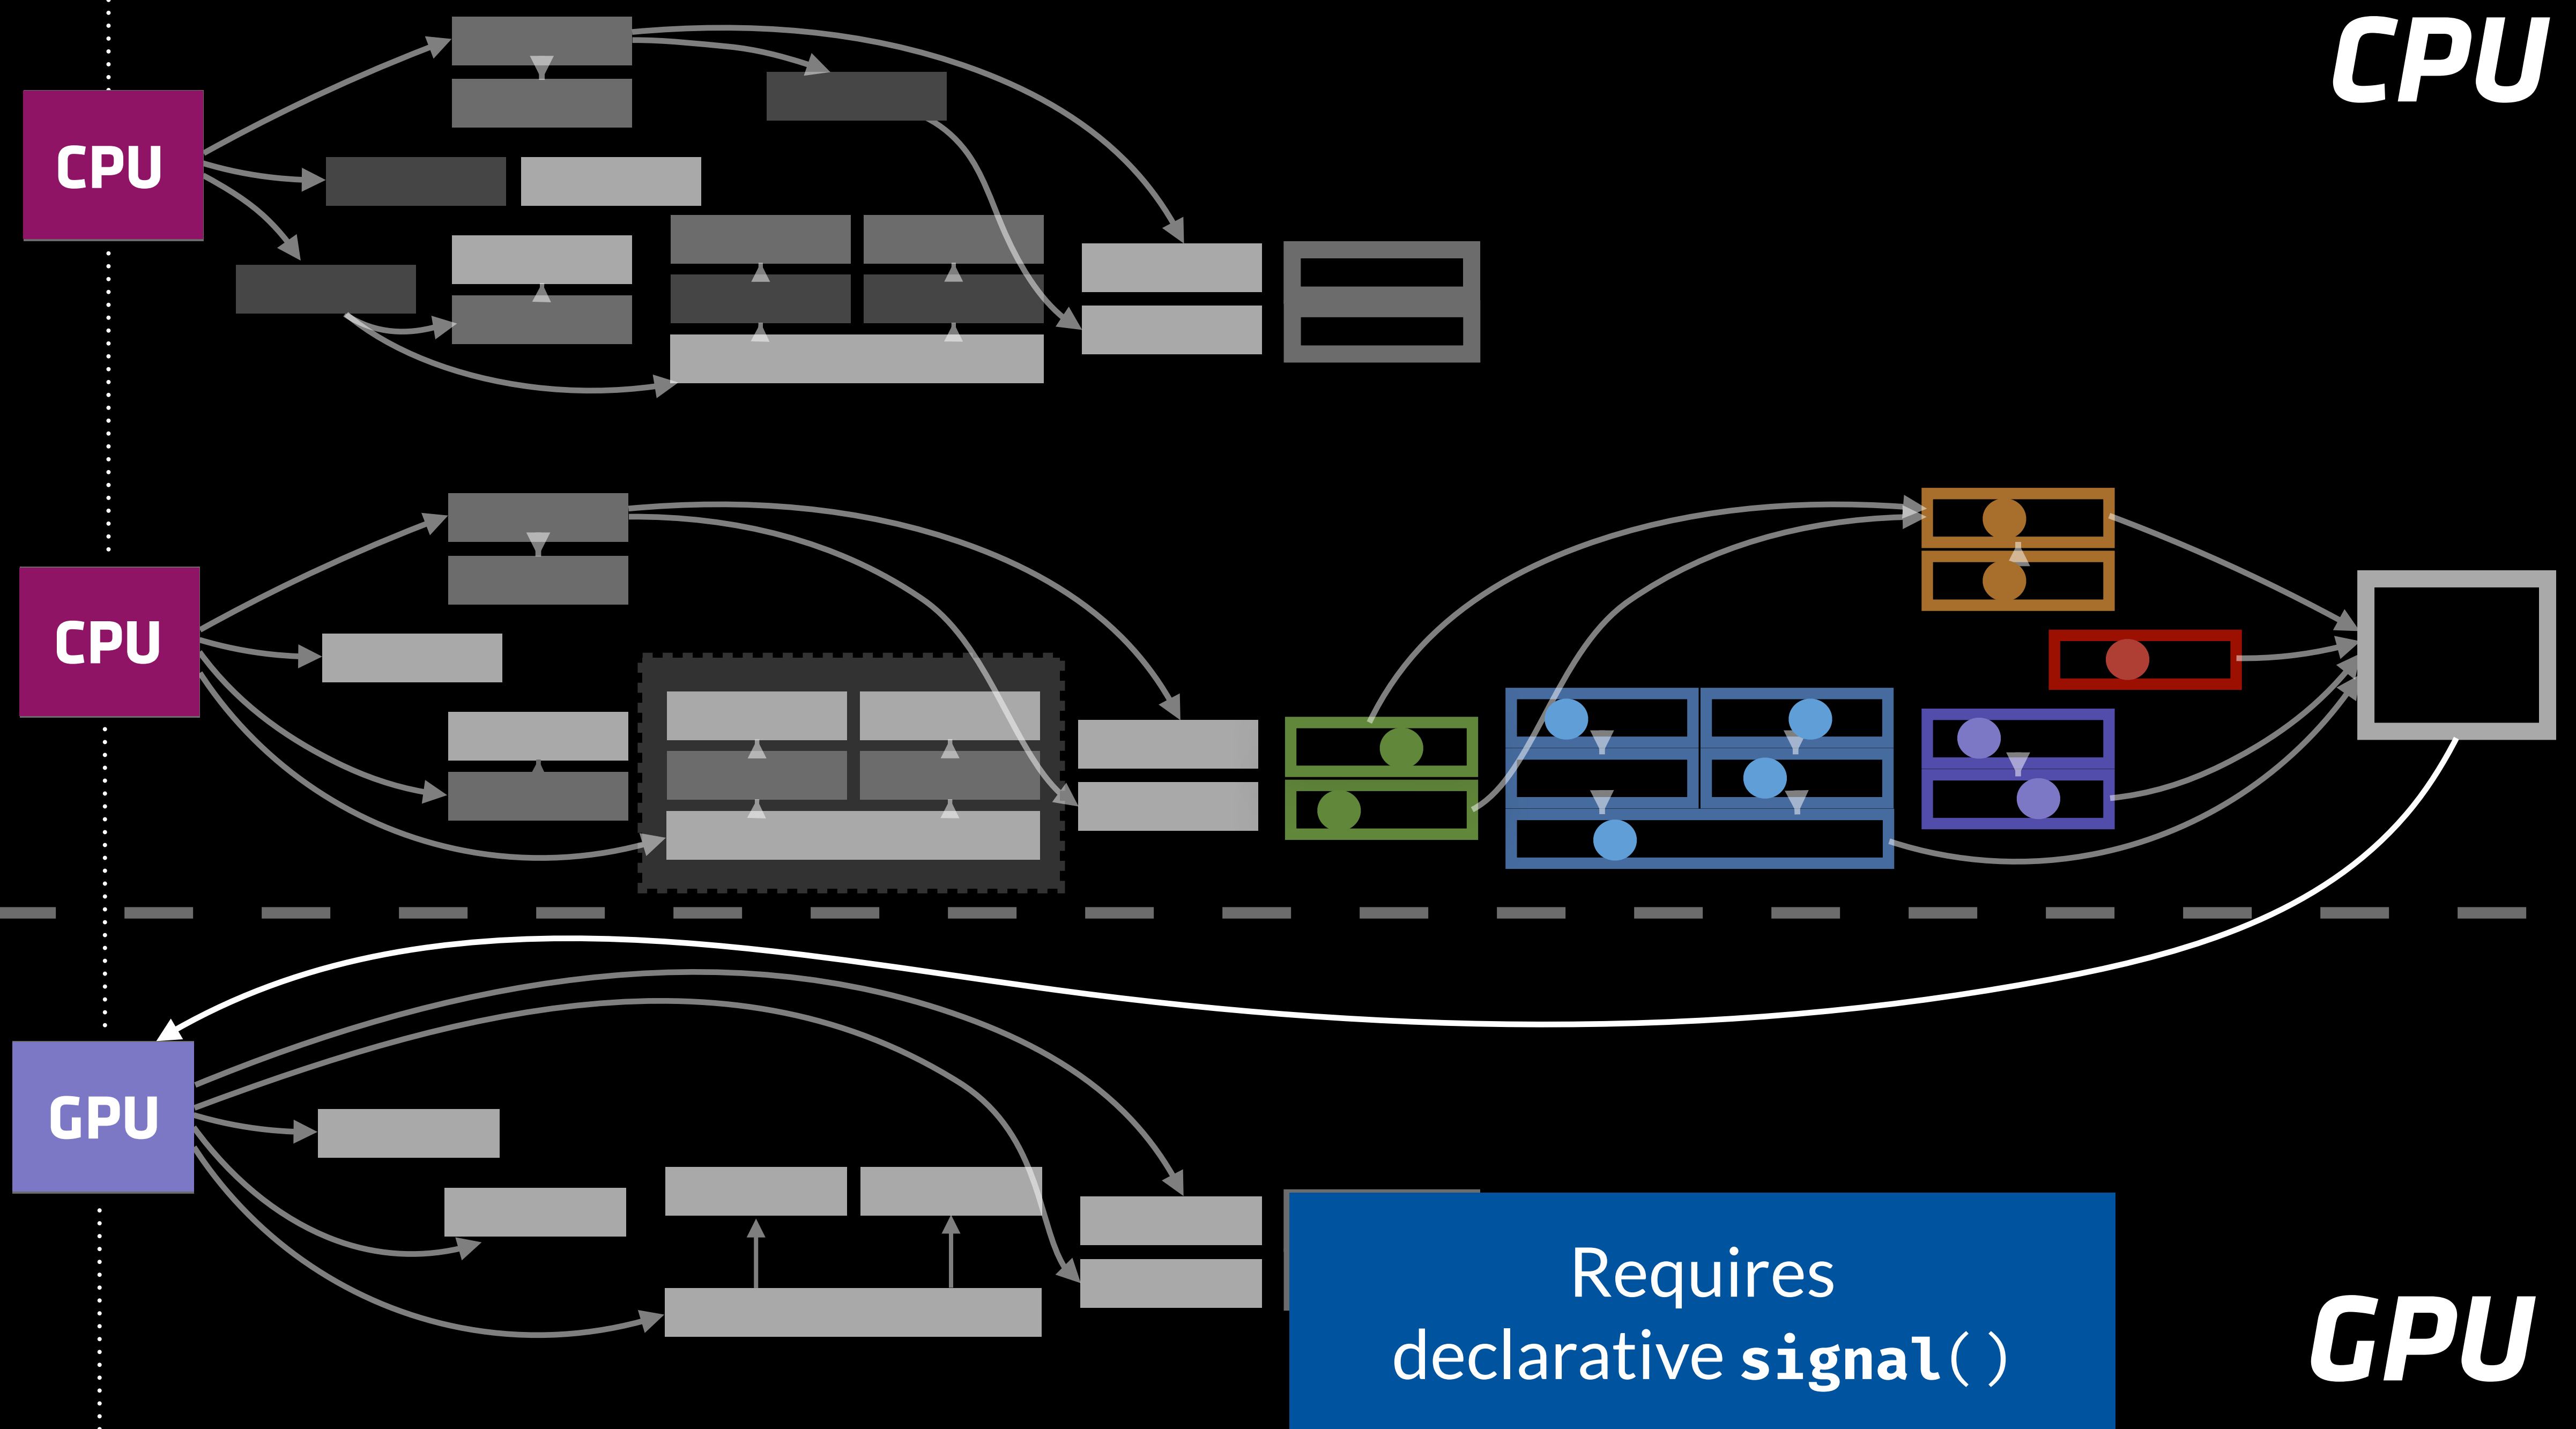 CPU
CPU
CPU
GPU
Requires
declarative signal()
GPU